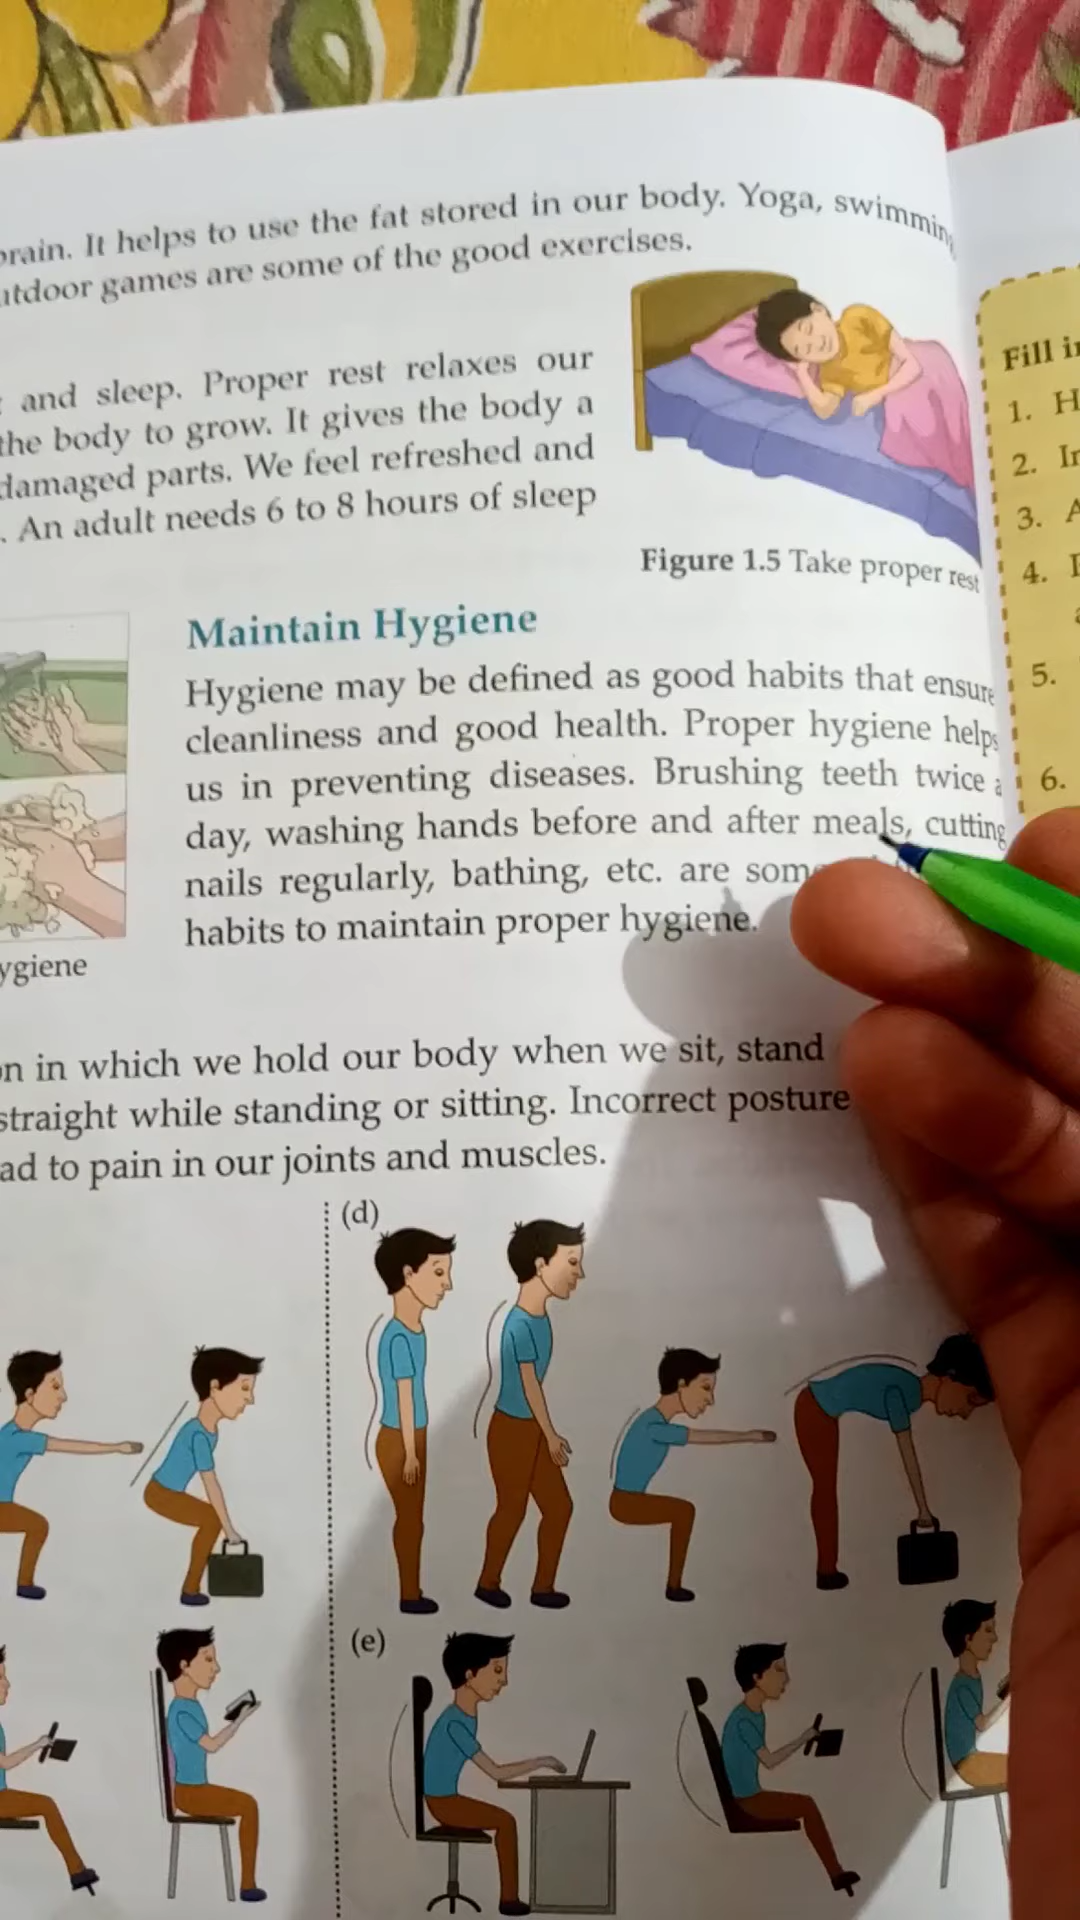 brain. It helps to use the fat stored in our body. Yoga, swimming
utdoor games are some of the good exercises.
and sleep. Proper rest relaxes our
the body to grow. It gives the body a
damaged parts. We feel refreshed and
. An adult needs 6 to 8 hours of sleep
Figure 1.5 Take proper rest
Maintain Hygiene
Hygiene may be defined as good habits that ensure
cleanliness and good health. Proper hygiene helps
us in preventing diseases. Brushing teeth twice a
day, washing hands before and after meals, cutting
nails regularly, bathing, etc. are som
habits to maintain proper hygiene.
ygiene
on in which we hold our body when we sit, stand
straight while standing or sitting. Incorrect posture
ad to pain in our joints and muscles.
(d)
(e)
Fill in
1. H
2. In
3. A
4.
5.
6.